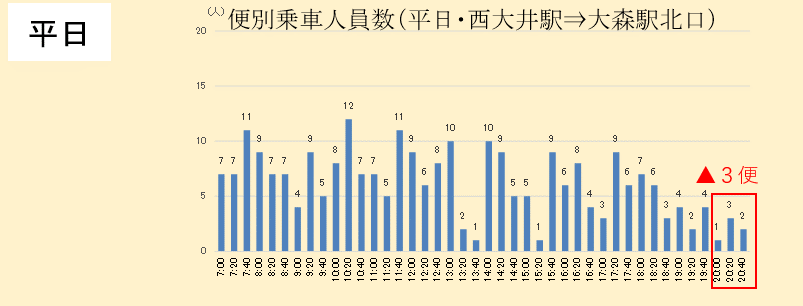 平日
(人)
便別乗車人員数(平日・西大井駅⇒大森駅北口)
20
15
10
5
0
7 7 11 9 7 7 4 9 5 8 12 7 7 5 11 9 6 8 10 2 1 10 9 5 5 1 9 6 8 4 3 9 6 7 6 3 4 2 4 1 3 2
▲3便
7:00 7:20 7:40 8:00 8:20 8:40 9:00 9:20 9:40 10:00 10:20 10:40 11:00 11:20 11:40 12:00 12:20 12:40 13:00 13:20 13:40 14:00 14:20 14:40 15:00 15:20 15:40 16:00 16:20 16:40 17:00 17:20 17:40 18:00 18:20 18:40 19:00 19:20 19:40 20:00 20:20 20:40